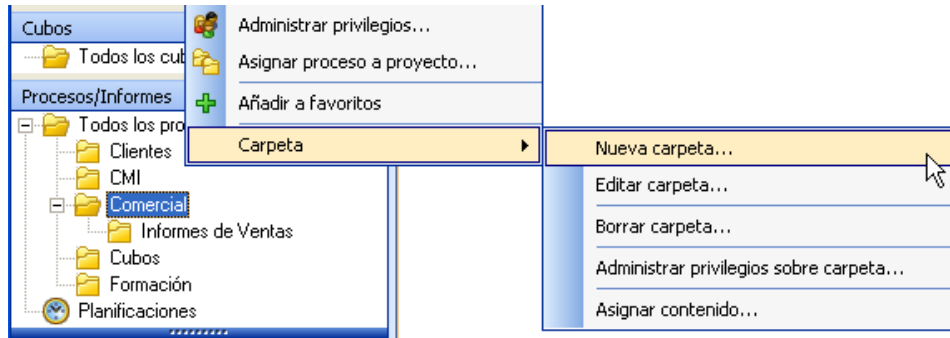 Cubos
Todos los cub
Procesos/Informes
Todos los pro
Clientes
CMI
Comercial
Informes de Ventas
Cubos
Formación
Planificaciones
Administrar privilegios...
Asignar proceso a proyecto...
Añadir a favoritos
Carpeta
Nueva carpeta...
Editar carpeta...
Borrar carpeta...
Administrar privilegios sobre carpeta...
Asignar contenido...